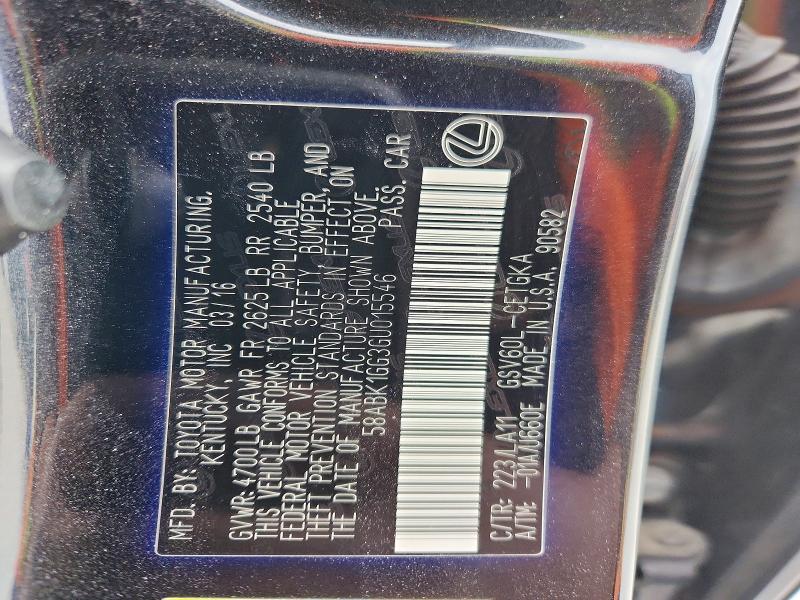 MFD. BY: TOYOTA MOTOR MANUFACTURING,
KENTUCKY, INC 03/16
GVWR: 4700LB GAWR FR 2625LB RR 2540 LB
THIS VEHICLE CONFORMS TO ALL APPLICABLE
FEDERAL MOTOR VEHICLE SAFETY BUMPER, AND
THEFT PREVENTION STANDARDS IN EFFECT ON
THE DATE OF MANUFACTURE SHOWN ABOVE.
58ABK1GG3GU015546 PASS. CAR
C/TR: 223/LA11 GSV60L-CETGKA
A/TM: -01A/U660E MADE IN U.S.A. 90582